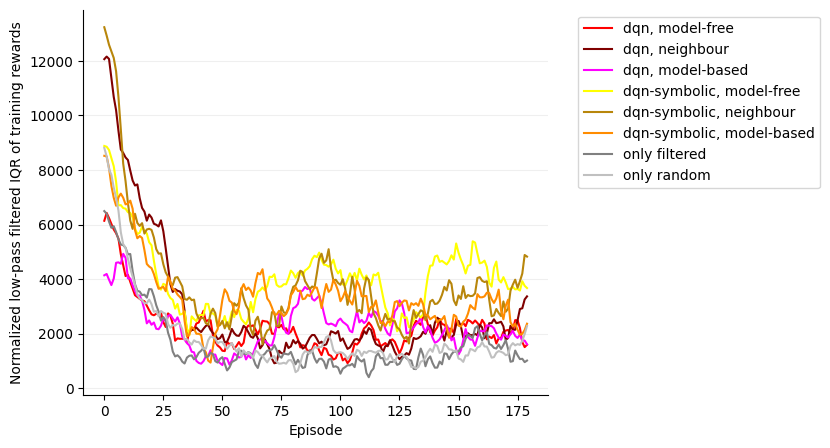 Normalized low-pass filtered IQR of training rewards
12000
10000
8000
6000
4000
2000
0
0 25 50 75 100 125 150 175
Episode
dqn, model-free
dqn, neighbour
dqn, model-based
dqn-symbolic, model-free
dqn-symbolic, neighbour
dqn-symbolic, model-based
only filtered
only random